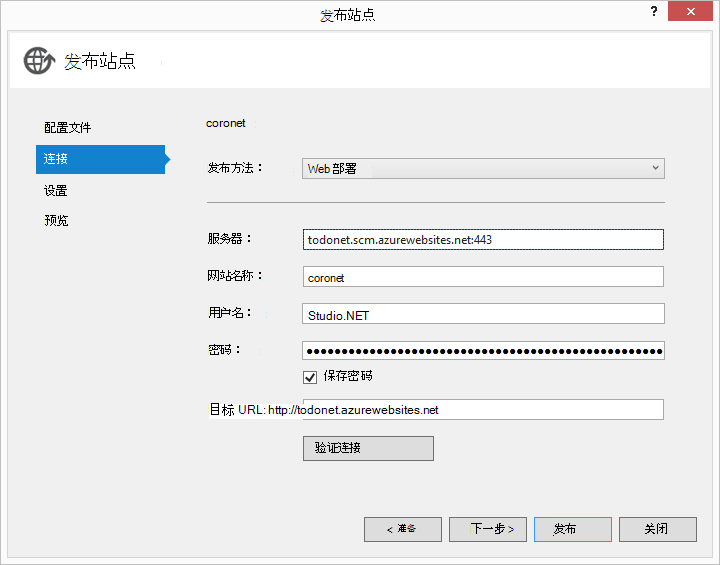 发布站点
?
发布站点
配置文件
连接
设置
预览
coronet
发布方法：
Web 部署
服务器：
todonet.scm.azurewebsites.net:443
网站名称：
coronet
用户名：
Studio.NET
密码：
保存密码
目标 URL: http://todonet.azurewebsites.net
验证连接
< 准备
下一步 >
发布
关闭